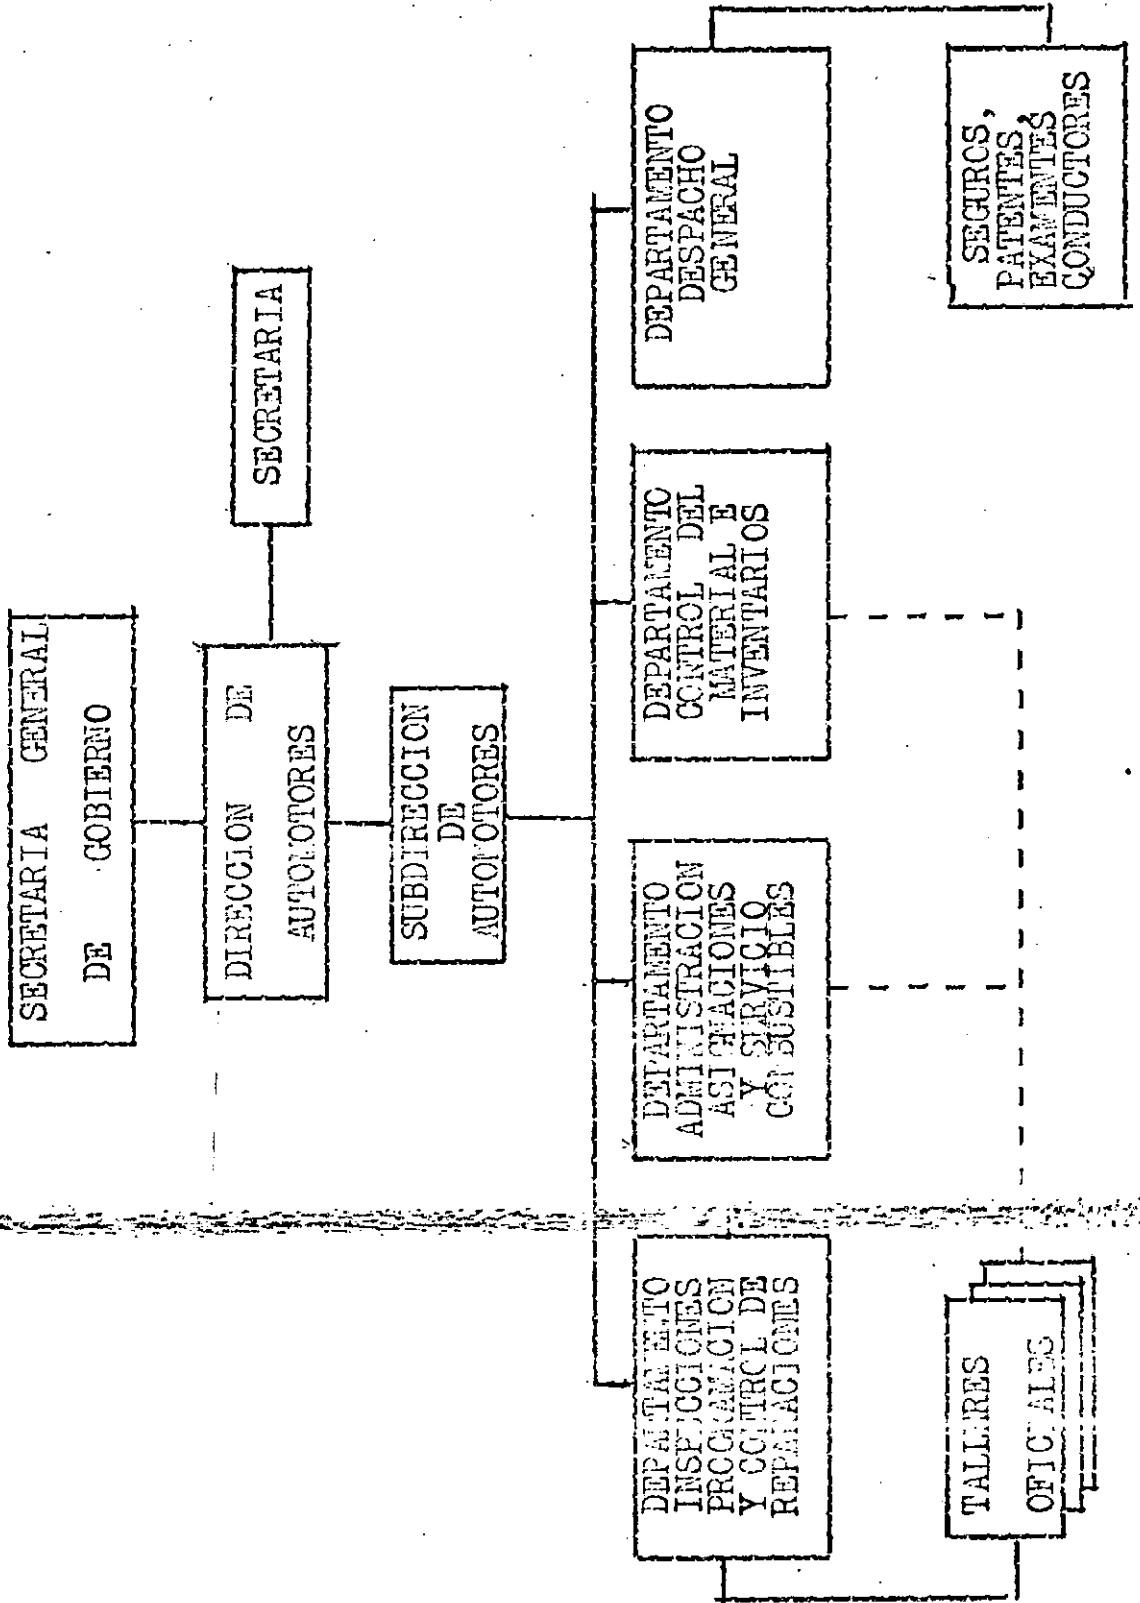 SECRETARIA GENERAL
DE GOBIERNO
DIRECCION DE
AUTOMOTORES
SECRETARIA
SUBDIRECCION
DE
AUTOMOTORES
DEPARTAMENTO
INSPECCIONES
PROGRAMACION
Y CONTROL DE
REPARACIONES
DEPARTAMENTO
ADMINISTRACION
ASIGNACIONES
Y SERVICIO
COMBUSTIBLES
DEPARTAMENTO
CONTROL DEL
MATERIAL E
INVENTARIOS
DEPARTAMENTO
DESPACHO
GENERAL
TALLERES
OFICIALES
SEGUROS,
PATENTES,
EXAMENTES
CONDUCTORES